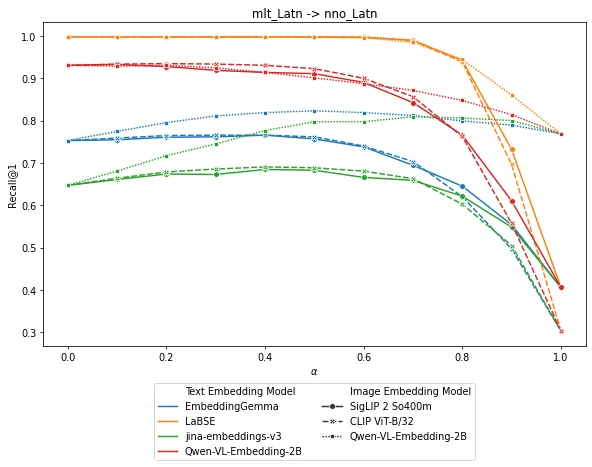 mlt_Latn -> nno_Latn
Recall@1
1.0
0.9
0.8
0.7
0.6
0.5
0.4
0.3
0.0 0.2 0.4 0.6 0.8 1.0
α
Text Embedding Model
EmbeddingGemma
LaBSE
jina-embeddings-v3
Qwen-VL-Embedding-2B
Image Embedding Model
SigLIP 2 So400m
CLIP ViT-B/32
Qwen-VL-Embedding-2B